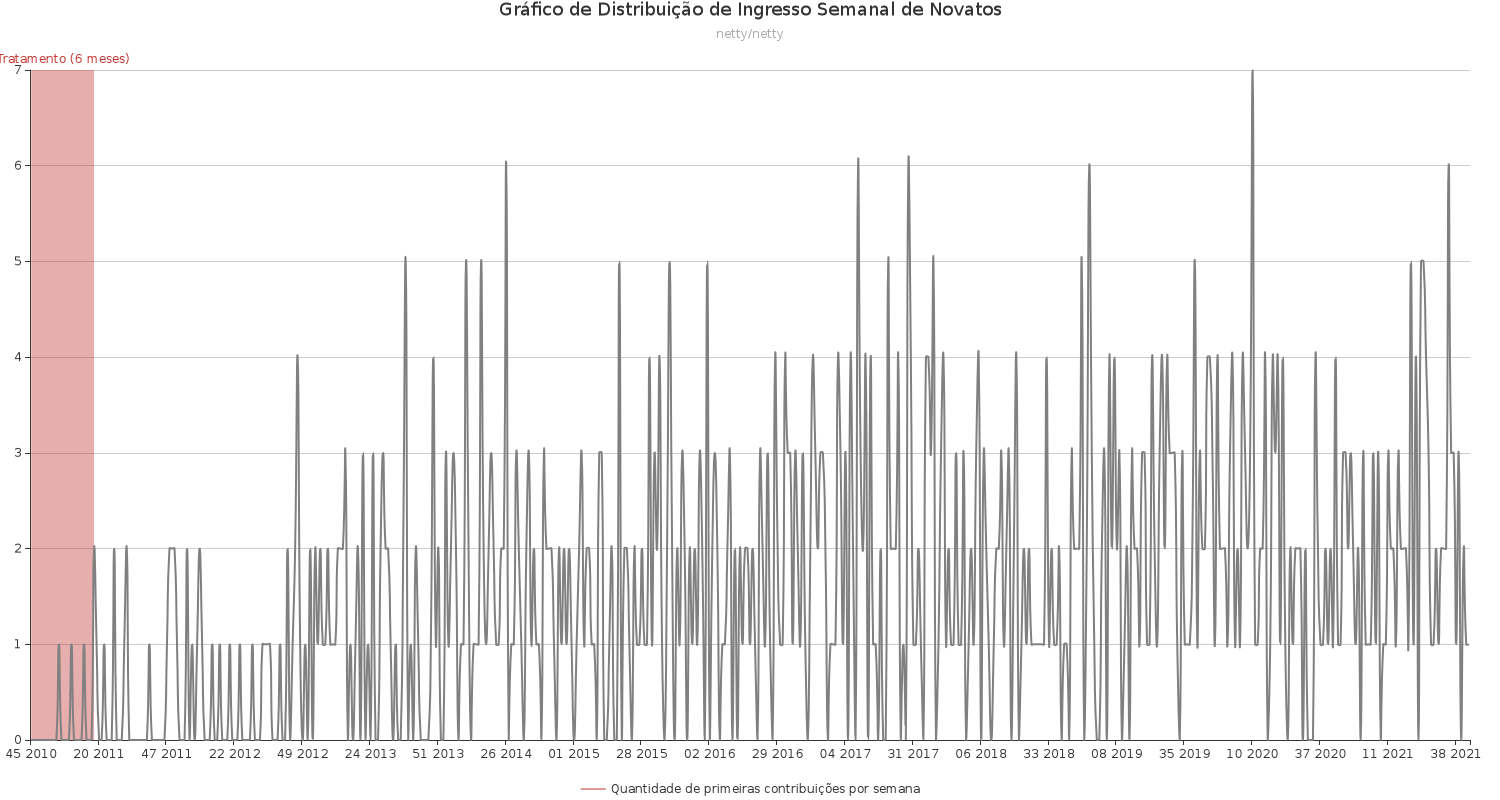 Gráfico de Distribuição de Ingresso Semanal de Novatos
netty/netty
Tratamento (6 meses)
7
6
5
4
3
2
1
0
45 2010 20 2011 47 2011 22 2012 49 2012 24 2013 51 2013 26 2014 01 2015 28 2015 02 2016 29 2016 04 2017 31 2017 06 2018 33 2018 08 2019 35 2019 10 2020 37 2020 11 2021 38 2021
Quantidade de primeiras contribuições por semana